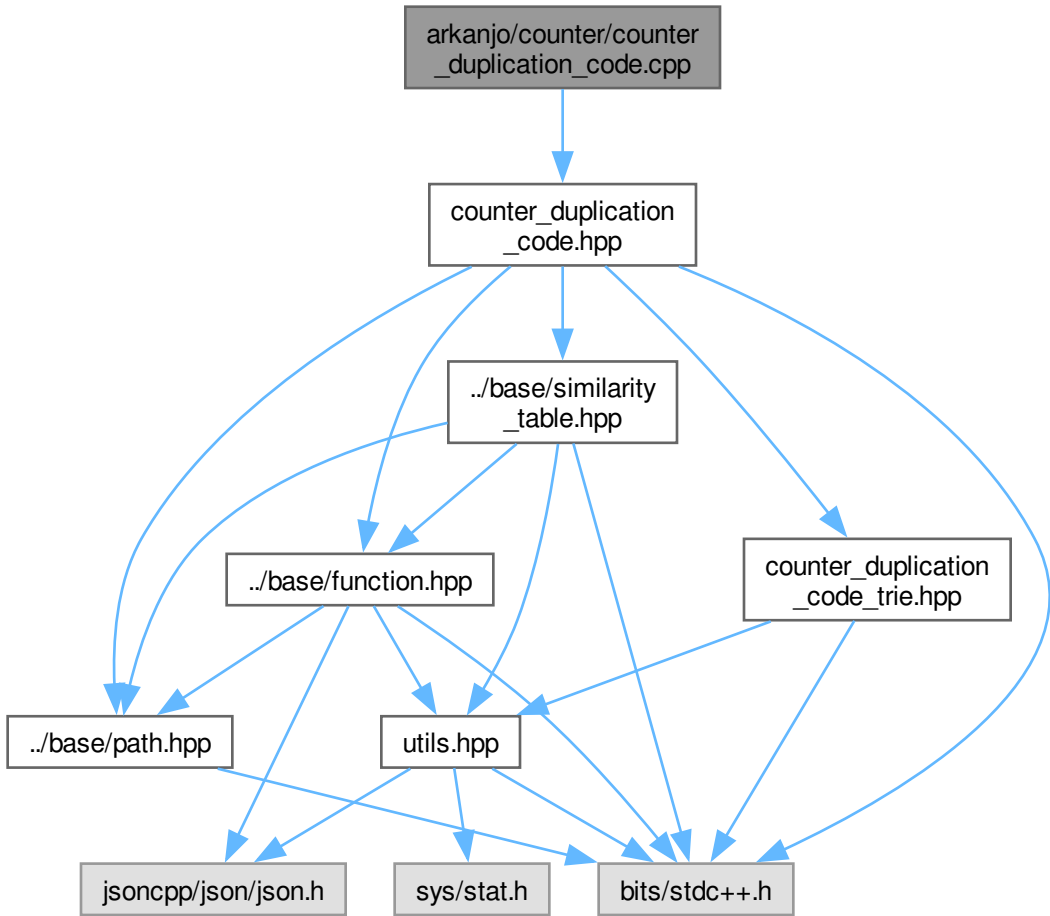 arkanjo/counter/counter
_duplication_code.cpp
counter_duplication
_code.hpp
../base/similarity
_table.hpp
../base/function.hpp
counter_duplication
_code_trie.hpp
../base/path.hpp
utils.hpp
jsoncpp/json/json.h
sys/stat.h
bits/stdc++.h